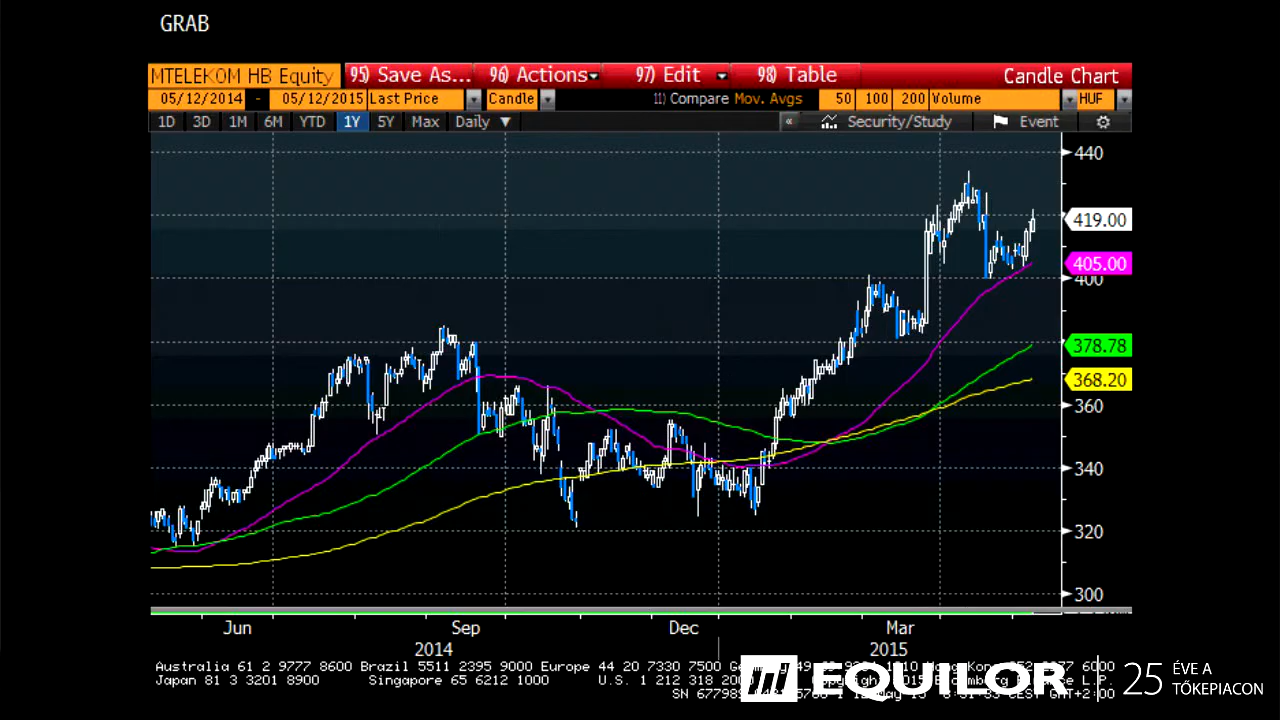 GRAB
MTELEKOM HB Equity 95) Save As... 96) Actions 97) Edit 98) Table Candle Chart
05/12/2014 - 05/12/2015 Last Price Candle 11) Compare Mov. Avgs 50 100 200 Volume HUF
1D 3D 1M 6M YTD 1Y 5Y Max Daily « Security/Study Event
440
419.00
405.00
400
378.78
368.20
360
340
320
300
Jun Sep Dec Mar
2014 2015
Australia 61 2 9777 8600 Brazil 5511 2395 9000 Europe 44 20 7330 7500
Japan 81 3 3201 8900 Singapore 65 6212 1000 U.S. 1 212 318 2000
EQUILOR 25 ÉVE A
TŐKEPIACON